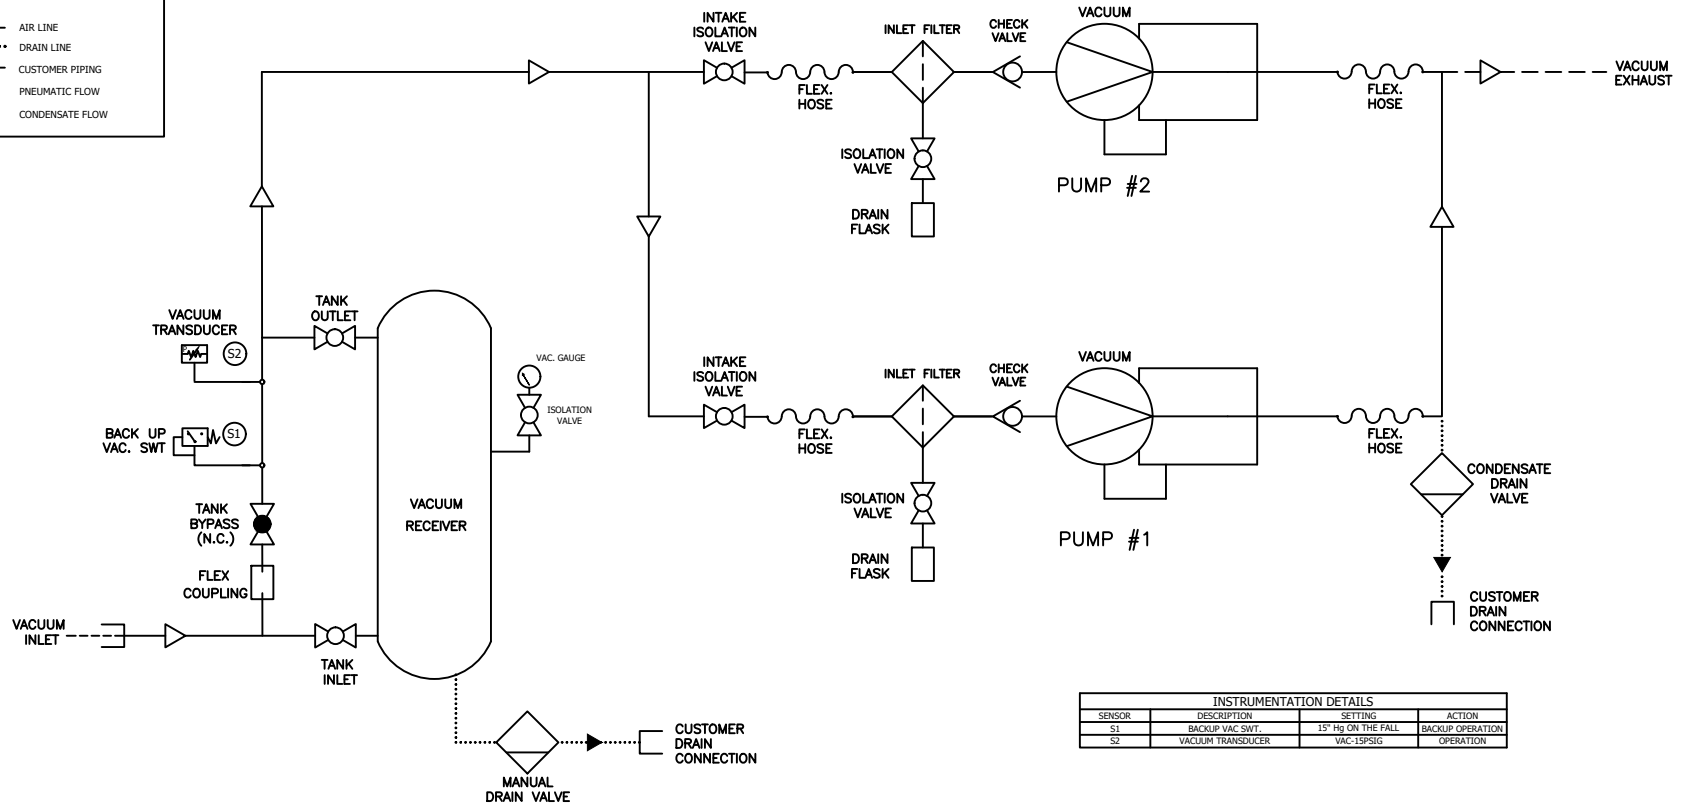 AIR LINE
DRAIN LINE
CUSTOMER PIPING
PNEUMATIC FLOW
CONDENSATE FLOW
INTAKE
ISOLATION
VALVE
FLEX.
HOSE
INLET FILTER
CHECK
VALVE
VACUUM
FLEX.
HOSE
VACUUM
EXHAUST
ISOLATION
VALVE
DRAIN
FLASK
PUMP #2
VACUUM
TRANSDUCER
P
S2
TANK
OUTLET
BACK UP
VAC. SWT
S1
VAC. GAUGE
ISOLATION
VALVE
TANK
BYPASS
(N.C.)
VACUUM
RECEIVER
FLEX
COUPLING
VACUUM
INLET
TANK
INLET
INTAKE
ISOLATION
VALVE
FLEX.
HOSE
INLET FILTER
CHECK
VALVE
VACUUM
FLEX.
HOSE
ISOLATION
VALVE
DRAIN
FLASK
PUMP #1
CONDENSATE
DRAIN
VALVE
CUSTOMER
DRAIN
CONNECTION
MANUAL
DRAIN VALVE
CUSTOMER
DRAIN
CONNECTION
INSTRUMENTATION DETAILS
SENSOR DESCRIPTION SETTING ACTION
S1 BACKUP VAC SWT. 15" Hg ON THE FALL BACKUP OPERATION
S2 VACUUM TRANSDUCER VAC-15PSIG OPERATION